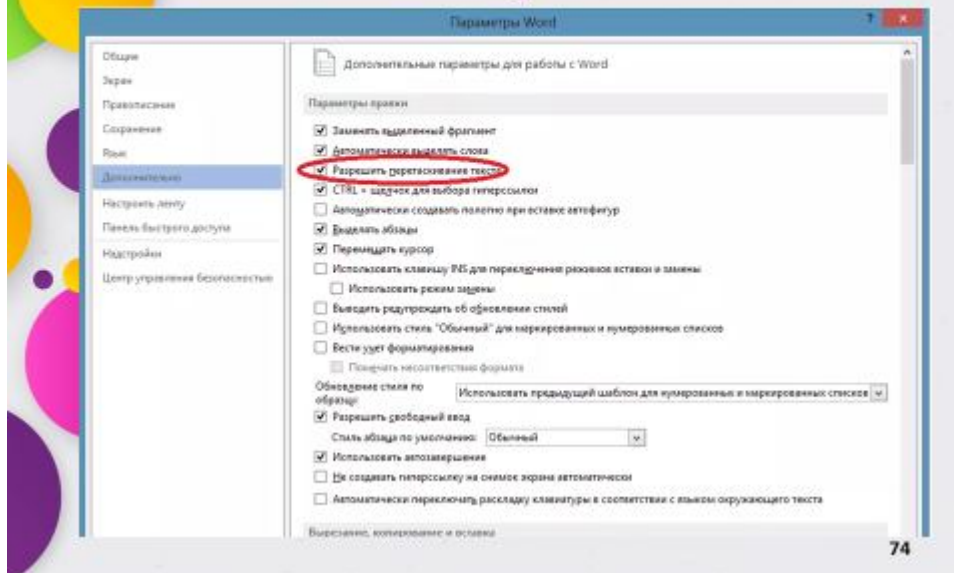 Параметры Word
? ×
Общие
Экран
Правописание
Сохранение
Язык
Дополнительно
Настроить ленту
Панель быстрого доступа
Надстройки
Центр управления безопасностью
Дополнительные параметры для работы с Word
Параметры правки
Заменять выделенный фрагмент
Автоматически выделять слова
Разрешить перетаскивание текста
CTRL + щелчок для выбора гиперссылки
Автоматически создавать полотно при вставке автофигур
Выделять абзацы
Перемещать курсор
Использовать клавишу INS для переключения режимов вставки и замены
Использовать режим замены
Выводить редупреждать об обновлении стилей
Использовать стиль "Обычный" для маркированных и нумерованных списков
Вести учет форматирования
Помечать несоответствия формата
Обновление стиля по
образцу: Использовать предыдущий шаблон для нумерованных и маркированных списков
Разрешить свободный ввод
Стиль абзаца по умолчанию: Обычный
Использовать автозавершение
Не создавать гиперссылку на снимок экрана автоматически
Автоматически переключать раскладку клавиатуры в соответствии с языком окружающего текста
Вырезание, копирование и вставка
74